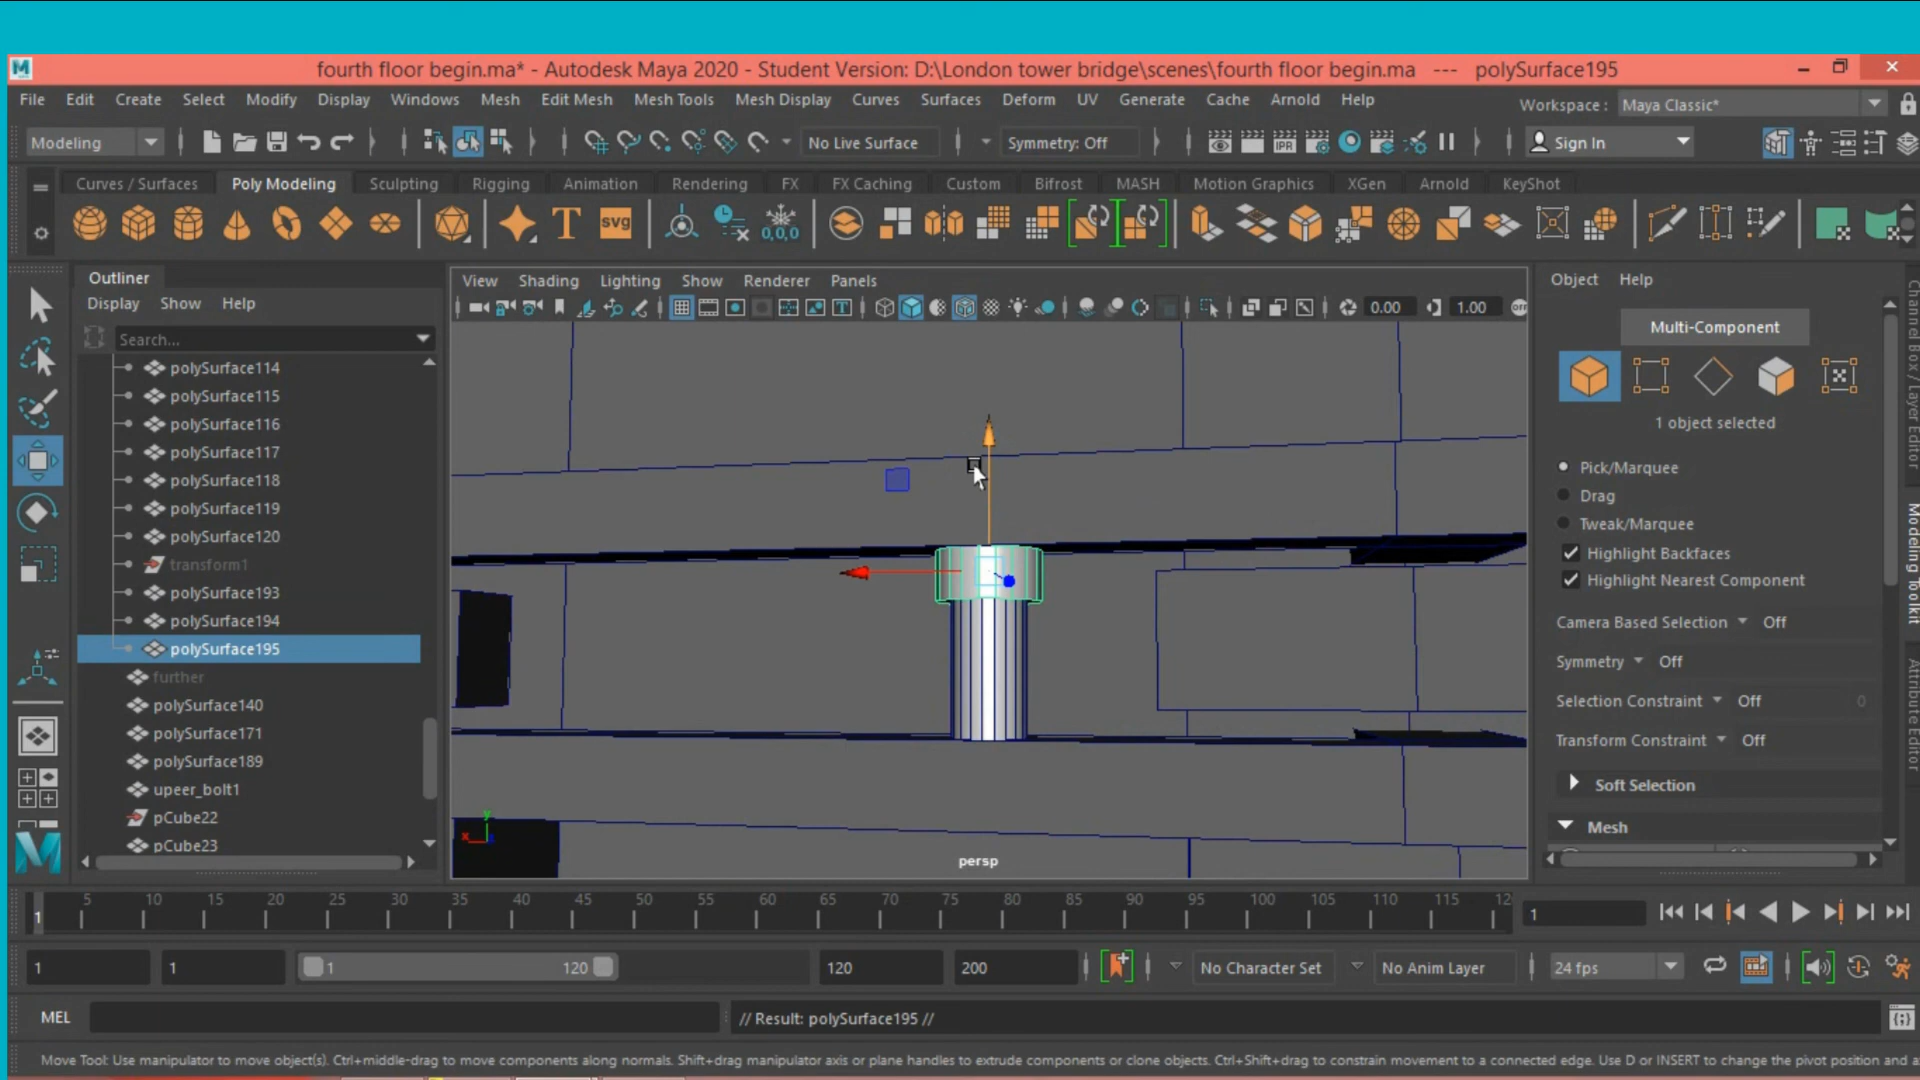 fourth floor begin.ma* - Autodesk Maya 2020 - Student Version: D:\London tower bridge\scenes\fourth floor begin.ma --- polySurface195
File Edit Create Select Modify Display Windows Mesh Edit Mesh Mesh Tools Mesh Display Curves Surfaces Deform UV Generate Cache Arnold Help
Workspace : Maya Classic*
Modeling No Live Surface Symmetry: Off IPR Sign In
Curves / Surfaces Poly Modeling Sculpting Rigging Animation Rendering FX FX Caching Custom Bifrost MASH Motion Graphics XGen Arnold KeyShot
T svg 0,0,0
Outliner
Display Show Help
Search...
polySurface114
polySurface115
polySurface116
polySurface117
polySurface118
polySurface119
polySurface120
transform1
polySurface193
polySurface194
polySurface195
further
polySurface140
polySurface171
polySurface189
upeer_bolt1
pCube22
pCube23
View Shading Lighting Show Renderer Panels
0.00 1.00
y
x
persp
Object Help
Multi-Component
1 object selected
Pick/Marquee
Drag
Tweak/Marquee
Highlight Backfaces
Highlight Nearest Component
Camera Based Selection Off
Symmetry Off
Selection Constraint Off 0
Transform Constraint Off
Soft Selection
Mesh
Channel Box / Layer Editor
Modeling Toolkit
Attribute Editor
1 5 10 15 20 25 30 35 40 45 50 55 60 65 70 75 80 85 90 95 100 105 110 115 12
1
1 1 1 120 120 200 No Character Set No Anim Layer 24 fps
MEL // Result: polySurface195 //
Move Tool: Use manipulator to move object(s). Ctrl+middle-drag to move components along normals. Shift+drag manipulator axis or plane handles to extrude components or clone objects. Ctrl+Shift+drag to constrain movement to a connected edge. Use D or INSERT to change the pivot position and a